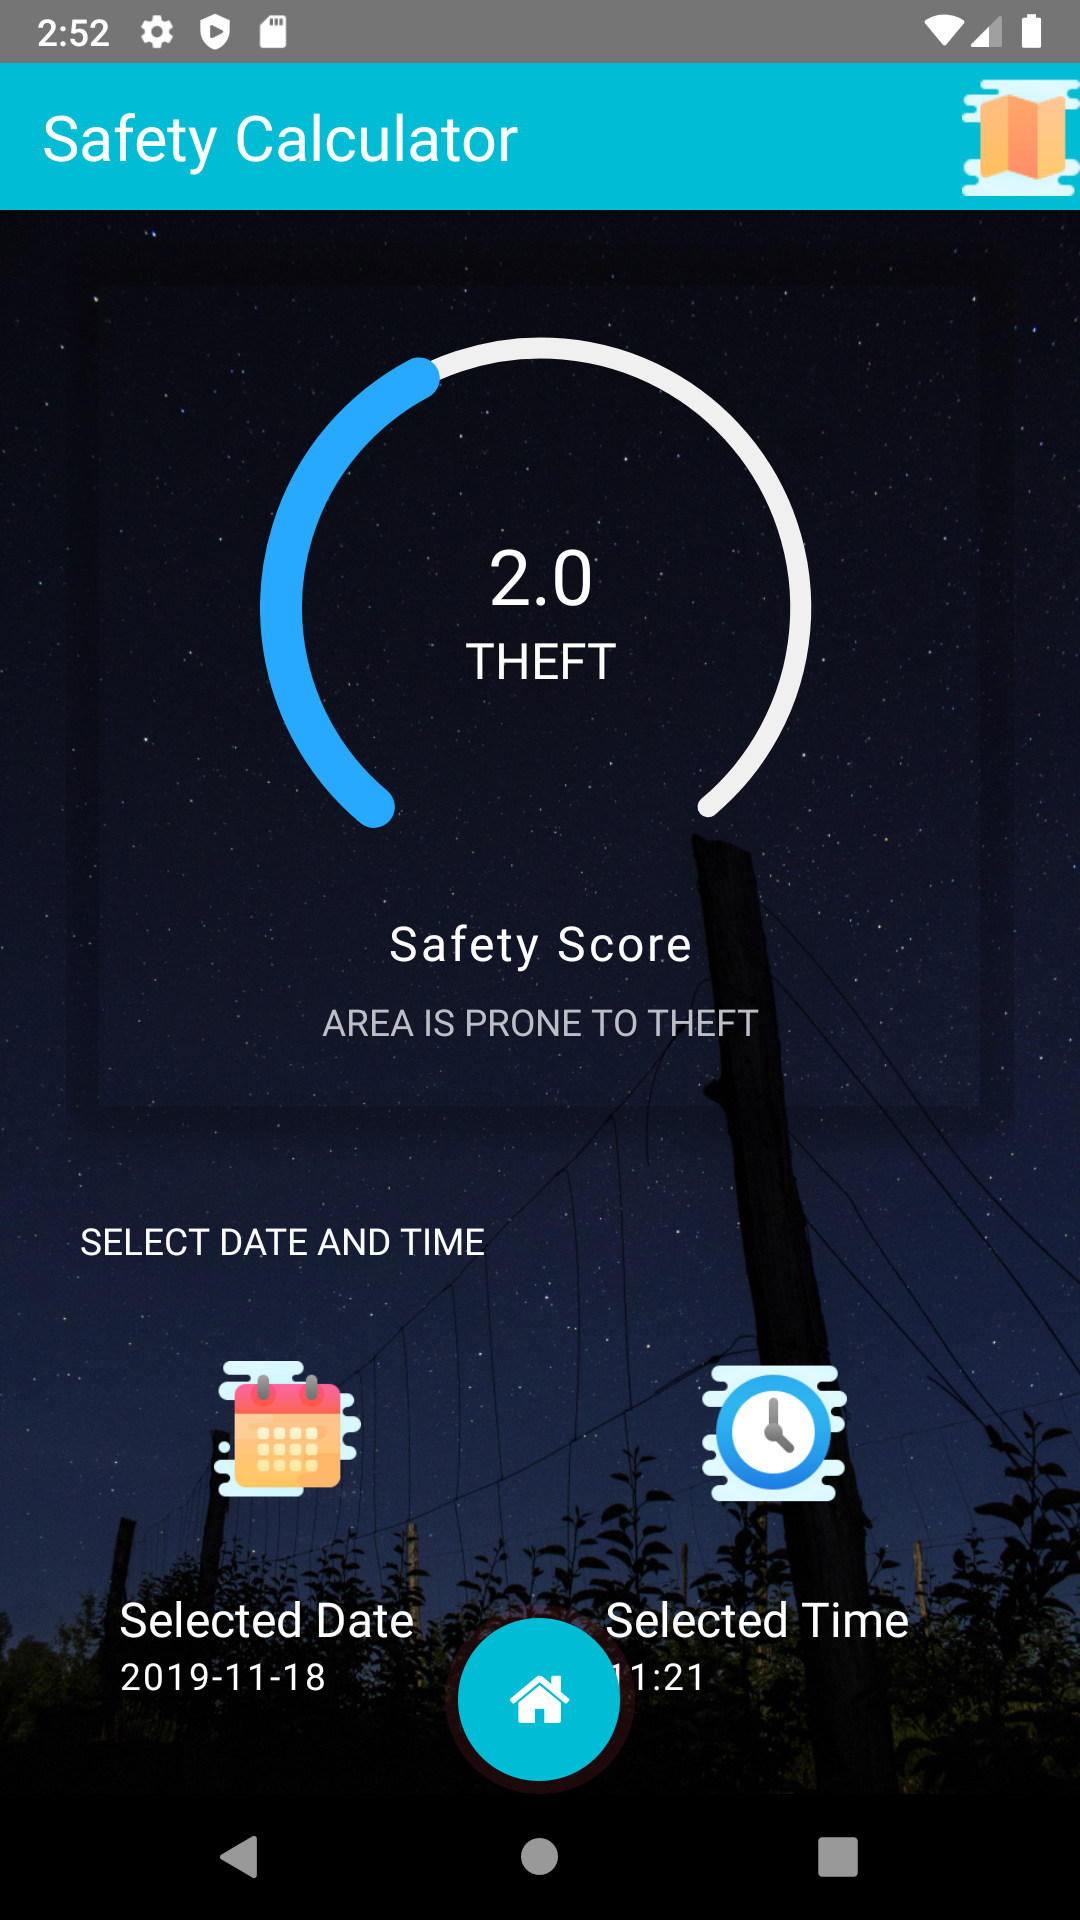 2:52
Safety Calculator
2.0
THEFT
Safety Score
AREA IS PRONE TO THEFT
SELECT DATE AND TIME
Selected Date
Selected Time
2019-11-18
11:21